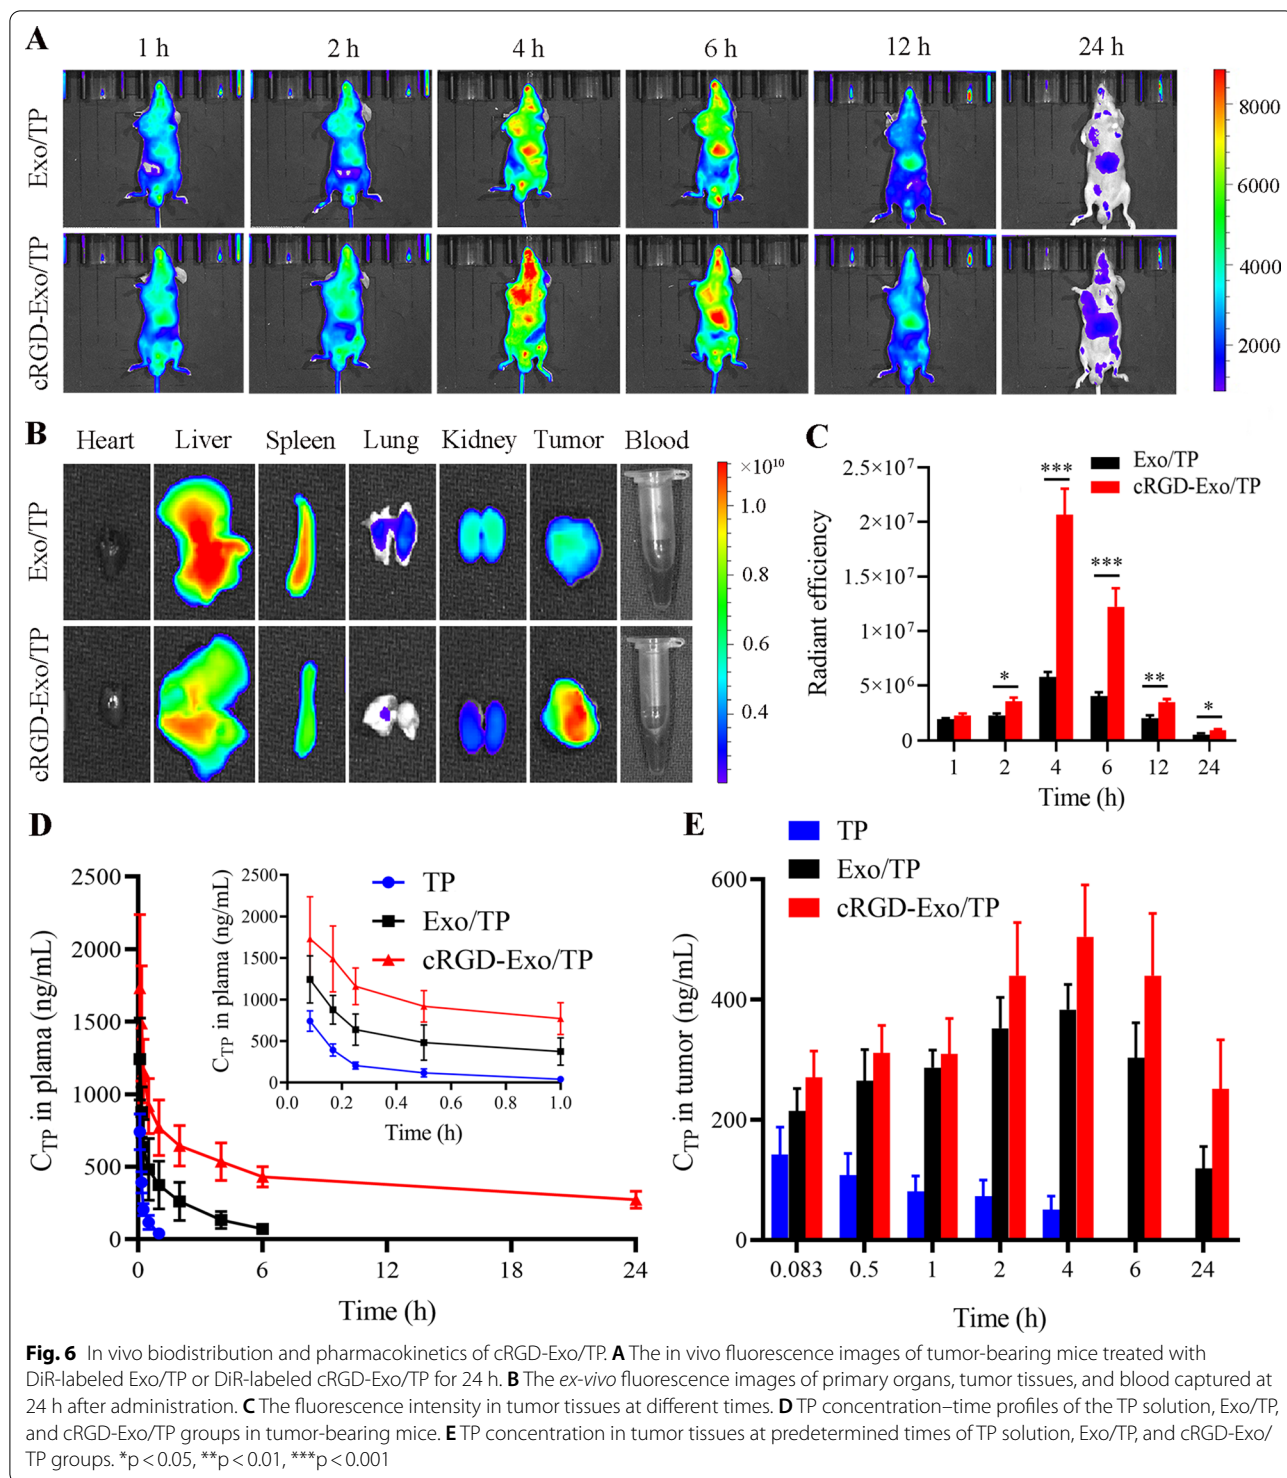 A
1 h 2 h 4 h 6 h 12 h 24 h
Exo/TP
cRGD-Exo/TP
8000
6000
4000
2000
B
Heart Liver Spleen Lung Kidney Tumor Blood
Exo/TP
cRGD-Exo/TP
×10¹⁰
1.0
0.8
0.6
0.4
C
Exo/TP
cRGD-Exo/TP
Radiant efficiency
2.5×10⁷
2×10⁷
1.5×10⁷
1×10⁷
5×10⁶
0
* *** *** ** *
1 2 4 6 12 24
Time (h)
D
C_TP in plama (ng/mL)
2500
2000
1500
1000
500
0
0 6 12 18 24
Time (h)
C_TP in plama (ng/mL)
2500
2000
1500
1000
500
0
0.0 0.2 0.4 0.6 0.8 1.0
Time (h)
TP
Exo/TP
cRGD-Exo/TP
E
TP
Exo/TP
cRGD-Exo/TP
C_TP in tumor (ng/mL)
600
400
200
0
0.083 0.5 1 2 4 6 24
Time (h)
Fig. 6 In vivo biodistribution and pharmacokinetics of cRGD-Exo/TP. A The in vivo fluorescence images of tumor-bearing mice treated with
DiR-labeled Exo/TP or DiR-labeled cRGD-Exo/TP for 24 h. B The ex-vivo fluorescence images of primary organs, tumor tissues, and blood captured at
24 h after administration. C The fluorescence intensity in tumor tissues at different times. D TP concentration–time profiles of the TP solution, Exo/TP,
and cRGD-Exo/TP groups in tumor-bearing mice. E TP concentration in tumor tissues at predetermined times of TP solution, Exo/TP, and cRGD-Exo/
TP groups. *p < 0.05, **p < 0.01, ***p < 0.001